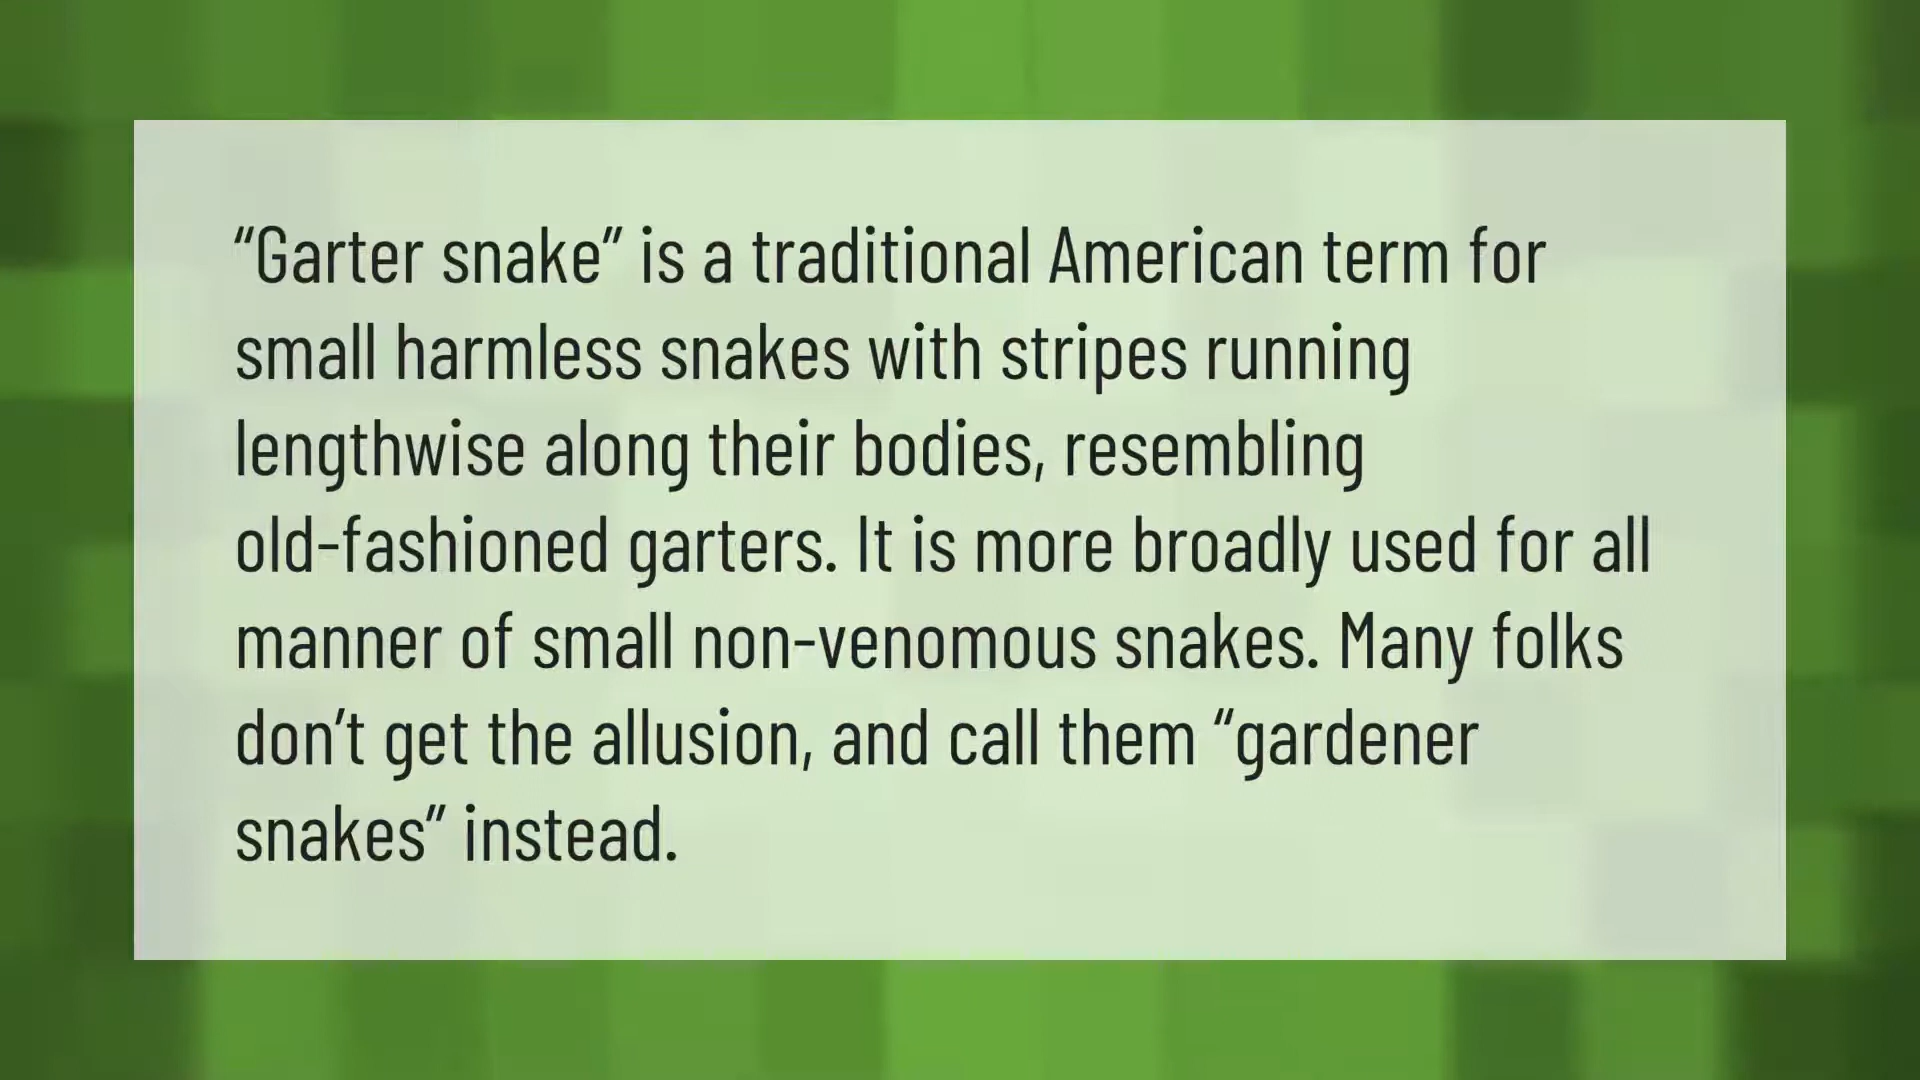 “Garter snake” is a traditional American term for
small harmless snakes with stripes running
lengthwise along their bodies, resembling
old-fashioned garters. It is more broadly used for all
manner of small non-venomous snakes. Many folks
don’t get the allusion, and call them “gardener
snakes” instead.